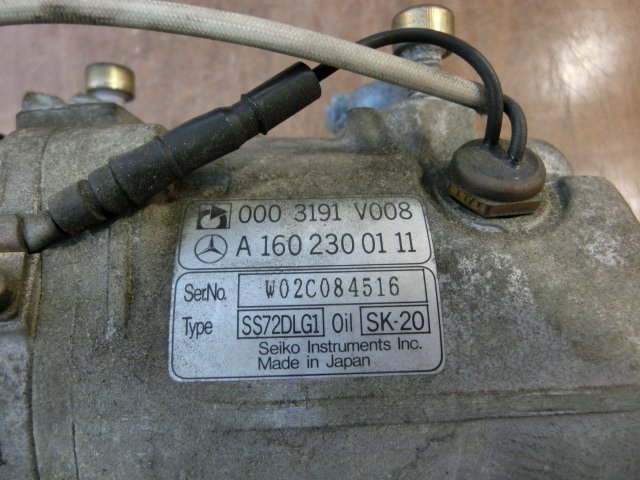 000 3191 V008
A 160 230 01 11
Ser.No. W02C084516
Type SS72DLG1 Oil SK-20
Seiko Instruments Inc.
Made in Japan